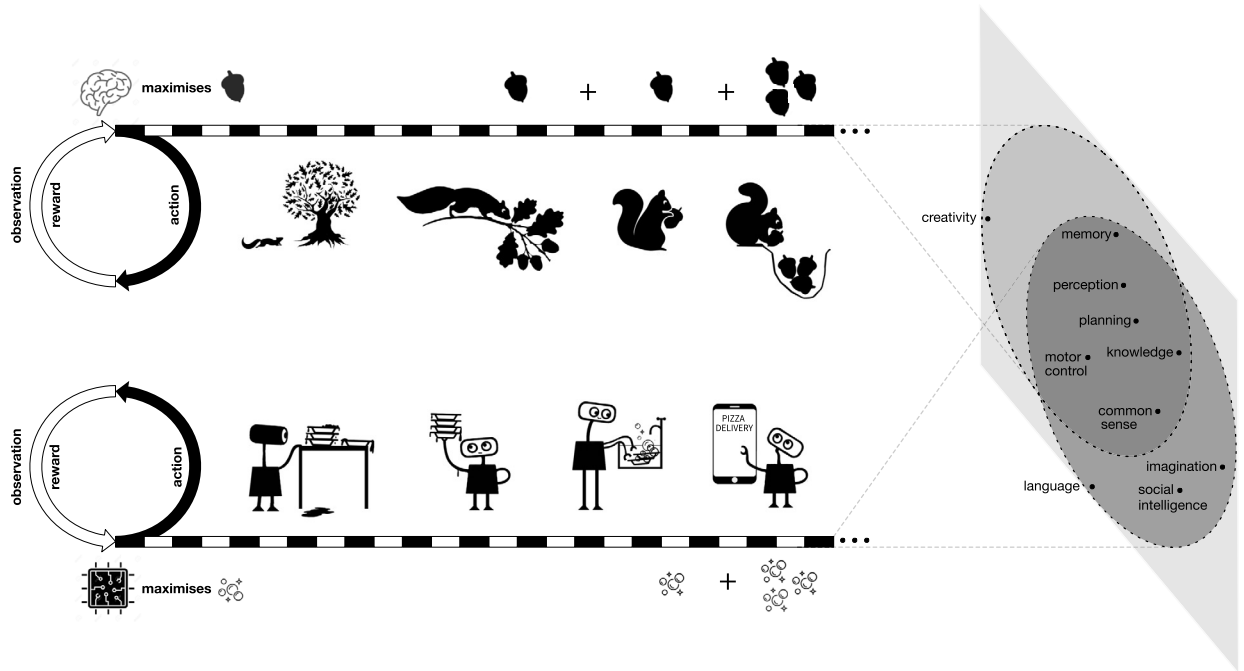 maximises
+
+
observation
reward
action
creativity
memory
perception
planning
motor
control
knowledge
common
sense
imagination
language
social
intelligence
observation
reward
action
PIZZA
DELIVERY
maximises
+